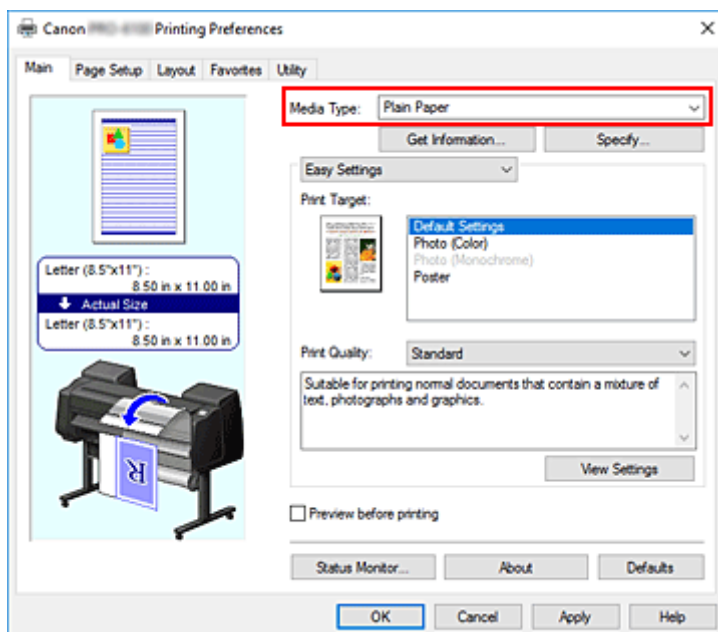 Canon Printing Preferences
Main Page Setup Layout Favorites Utility
Media Type: Plain Paper
Get Information... Specify...
Easy Settings
Print Target:
Default Settings
Photo (Color)
Photo (Monochrome)
Poster
Letter (8.5"x11") :
8.50 in x 11.00 in
Actual Size
Letter (8.5"x11") :
8.50 in x 11.00 in
Print Quality: Standard
Suitable for printing normal documents that contain a mixture of
text, photographs and graphics.
R
View Settings
Preview before printing
Status Monitor... About Defaults
OK Cancel Apply Help